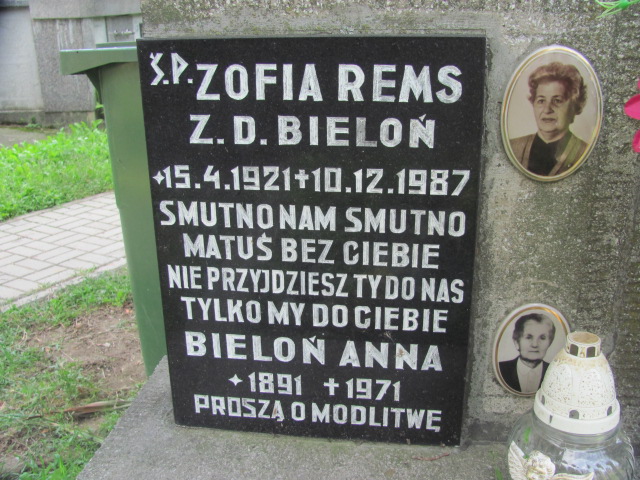 Ś.P. ZOFIA REMS
Z.D. BIELOŃ
+15.4.1921+10.12.1987
SMUTNO NAM SMUTNO
MATUŚ BEZ CIEBIE
NIE PRZYJDZIESZ TY DO NAS
TYLKO MY DO CIEBIE
BIELOŃ ANNA
+1891 +1971
PROSZĄ O MODLITWĘ